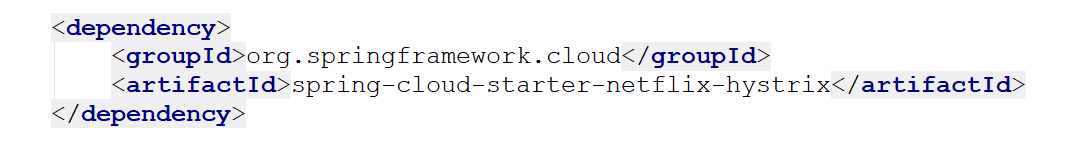 <dependency>
    <groupId>org.springframework.cloud</groupId>
    <artifactId>spring-cloud-starter-netflix-hystrix</artifactId>
</dependency>